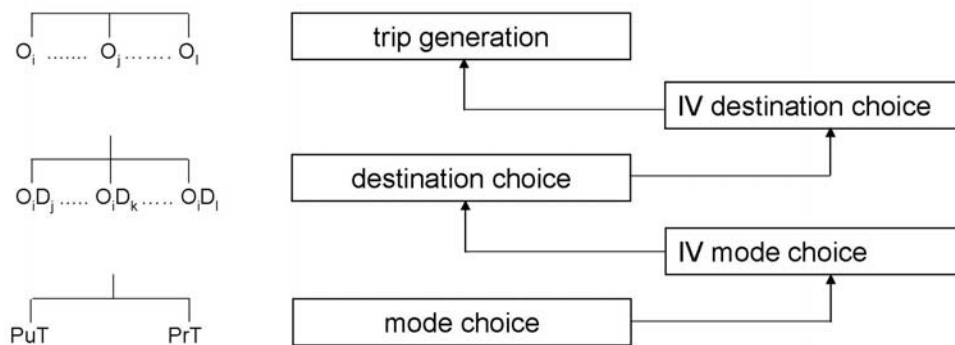 O_i ....... O_j ........ O_l
trip generation
IV destination choice
O_iD_j ..... O_iD_k ..... O_iD_l
destination choice
IV mode choice
mode choice
PuT PrT